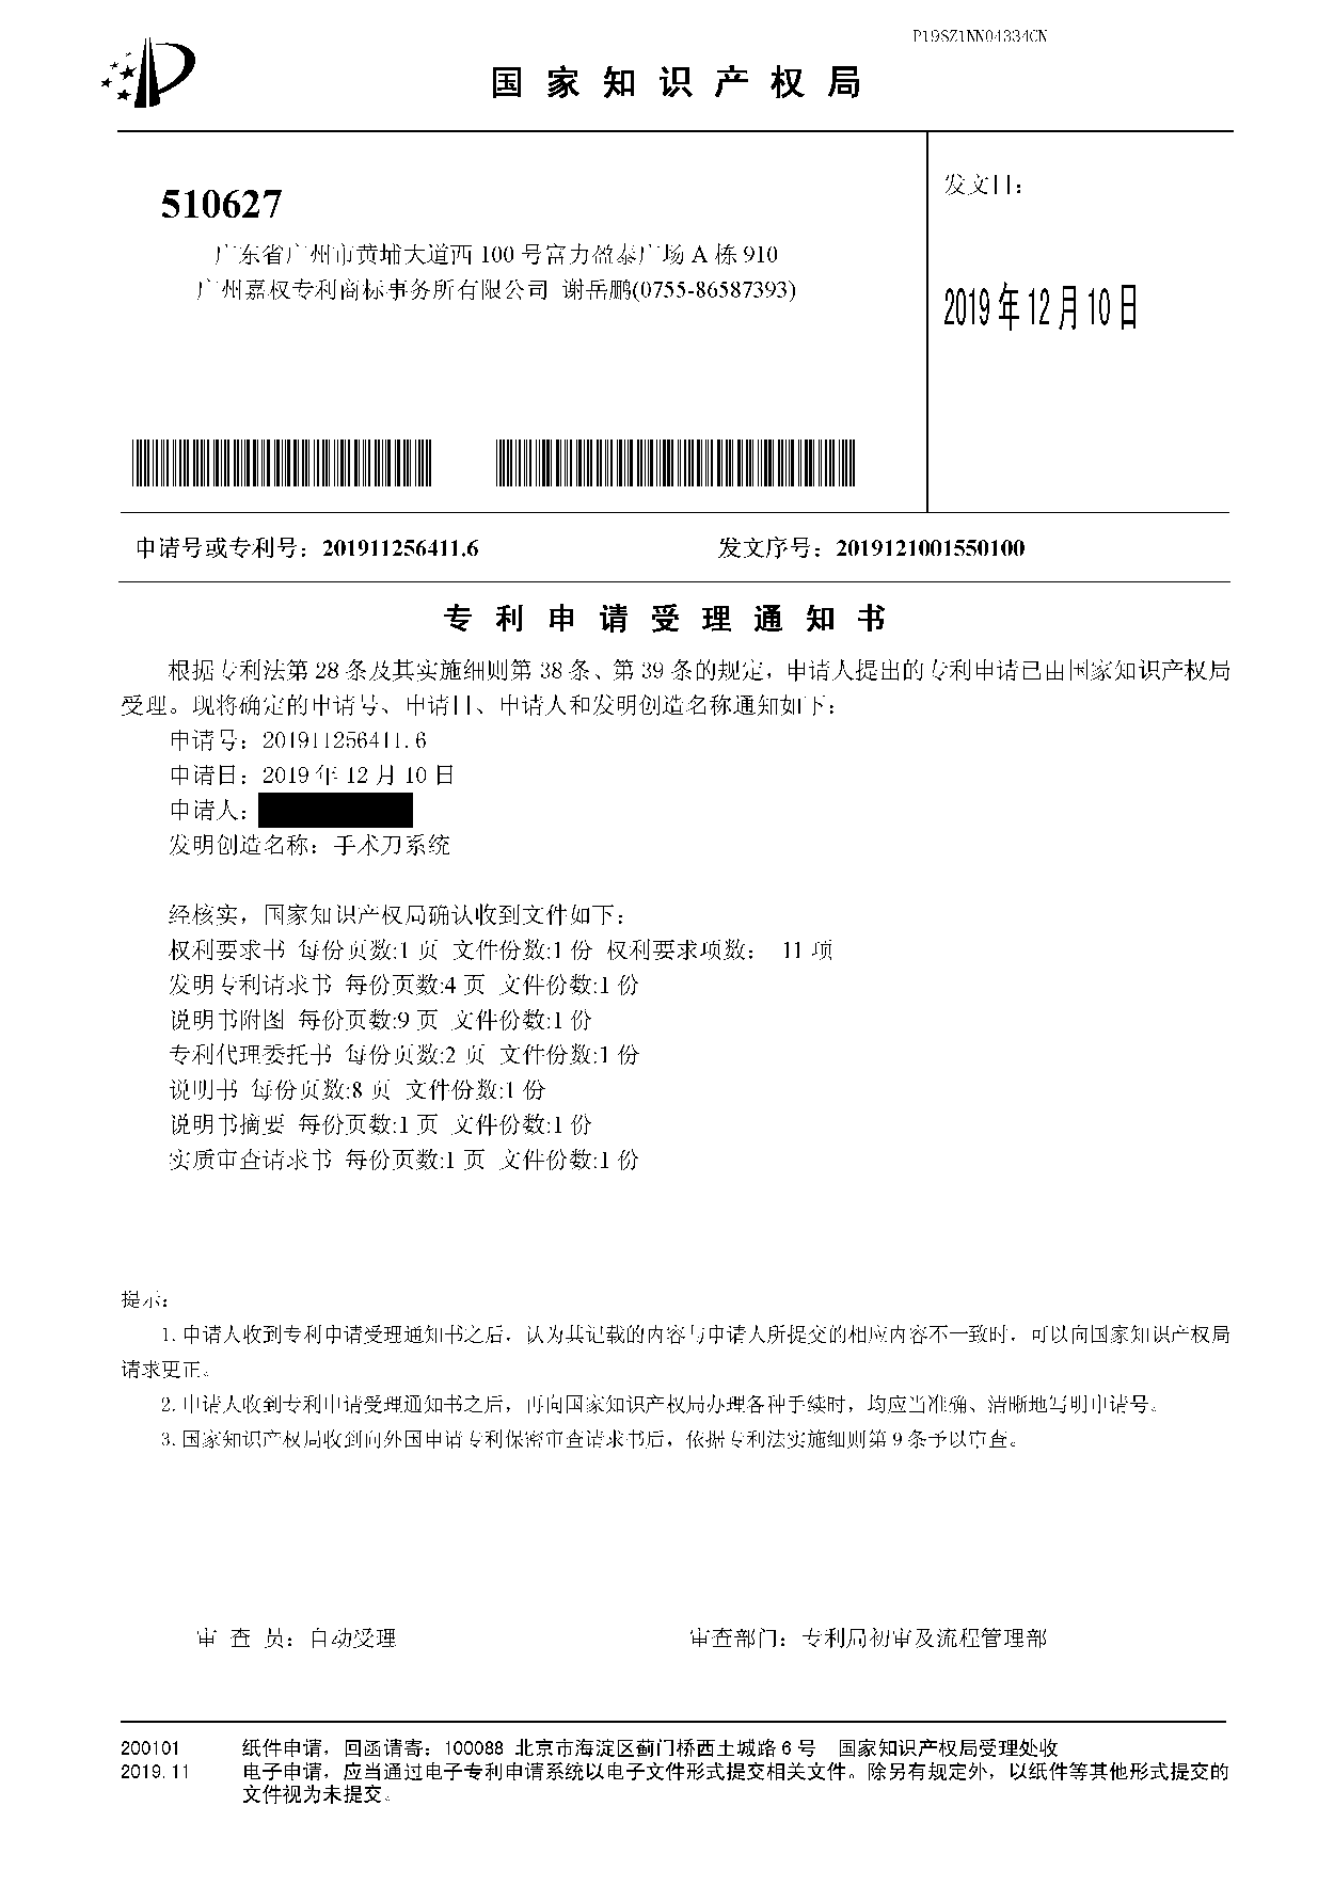 P19SZ1NN04334CN
国家知识产权局
510627
广东省广州市黄埔大道西 100 号富力盈泰广场 A 栋 910
广州嘉权专利商标事务所有限公司 谢岳鹏(0755-86587393)
发文日：
2019 年 12 月 10 日
申请号或专利号：201911256411.6
发文序号：2019121001550100
专利申请受理通知书
根据专利法第 28 条及其实施细则第 38 条、第 39 条的规定，申请人提出的专利申请已由国家知识产权局
受理。现将确定的申请号、申请日、申请人和发明创造名称通知如下：
申请号：201911256411.6
申请日：2019 年 12 月 10 日
申请人：
发明创造名称：手术刀系统
经核实，国家知识产权局确认收到文件如下：
权利要求书 每份页数:1 页 文件份数:1 份 权利要求项数： 11 项
发明专利请求书 每份页数:4 页 文件份数:1 份
说明书附图 每份页数:9 页 文件份数:1 份
专利代理委托书 每份页数:2 页 文件份数:1 份
说明书 每份页数:8 页 文件份数:1 份
说明书摘要 每份页数:1 页 文件份数:1 份
实质审查请求书 每份页数:1 页 文件份数:1 份
提示：
1. 申请人收到专利申请受理通知书之后，认为其记载的内容与申请人所提交的相应内容不一致时，可以向国家知识产权局
请求更正。
2. 申请人收到专利申请受理通知书之后，再向国家知识产权局办理各种手续时，均应当准确、清晰地写明申请号。
3. 国家知识产权局收到向外国申请专利保密审查请求书后，依据专利法实施细则第 9 条予以审查。
审 查 员：自动受理
审查部门：专利局初审及流程管理部
200101 纸件申请，回函请寄：100088 北京市海淀区蓟门桥西土城路 6 号 国家知识产权局受理处收
2019.11 电子申请，应当通过电子专利申请系统以电子文件形式提交相关文件。除另有规定外，以纸件等其他形式提交的
文件视为未提交。